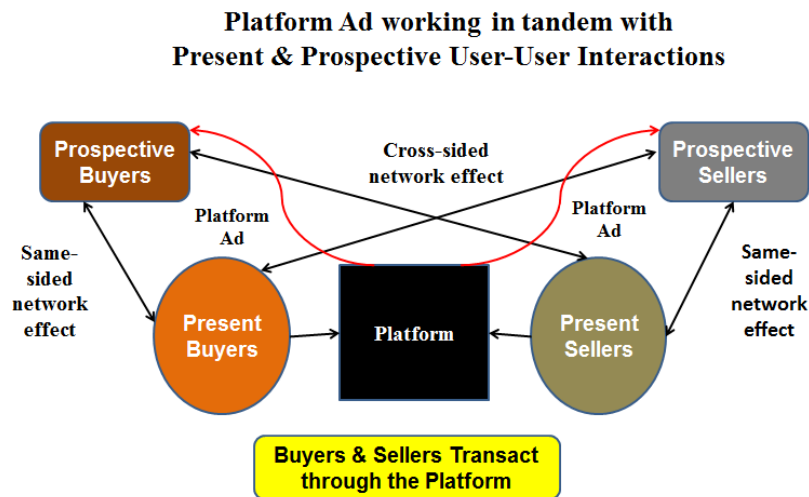 Platform Ad working in tandem with
Present & Prospective User-User Interactions
Prospective
Buyers
Cross-sided
network effect
Prospective
Sellers
Platform
Ad
Platform
Ad
Same-
sided
network
effect
Same-
sided
network
effect
Present
Buyers
Platform
Present
Sellers
Buyers & Sellers Transact
through the Platform